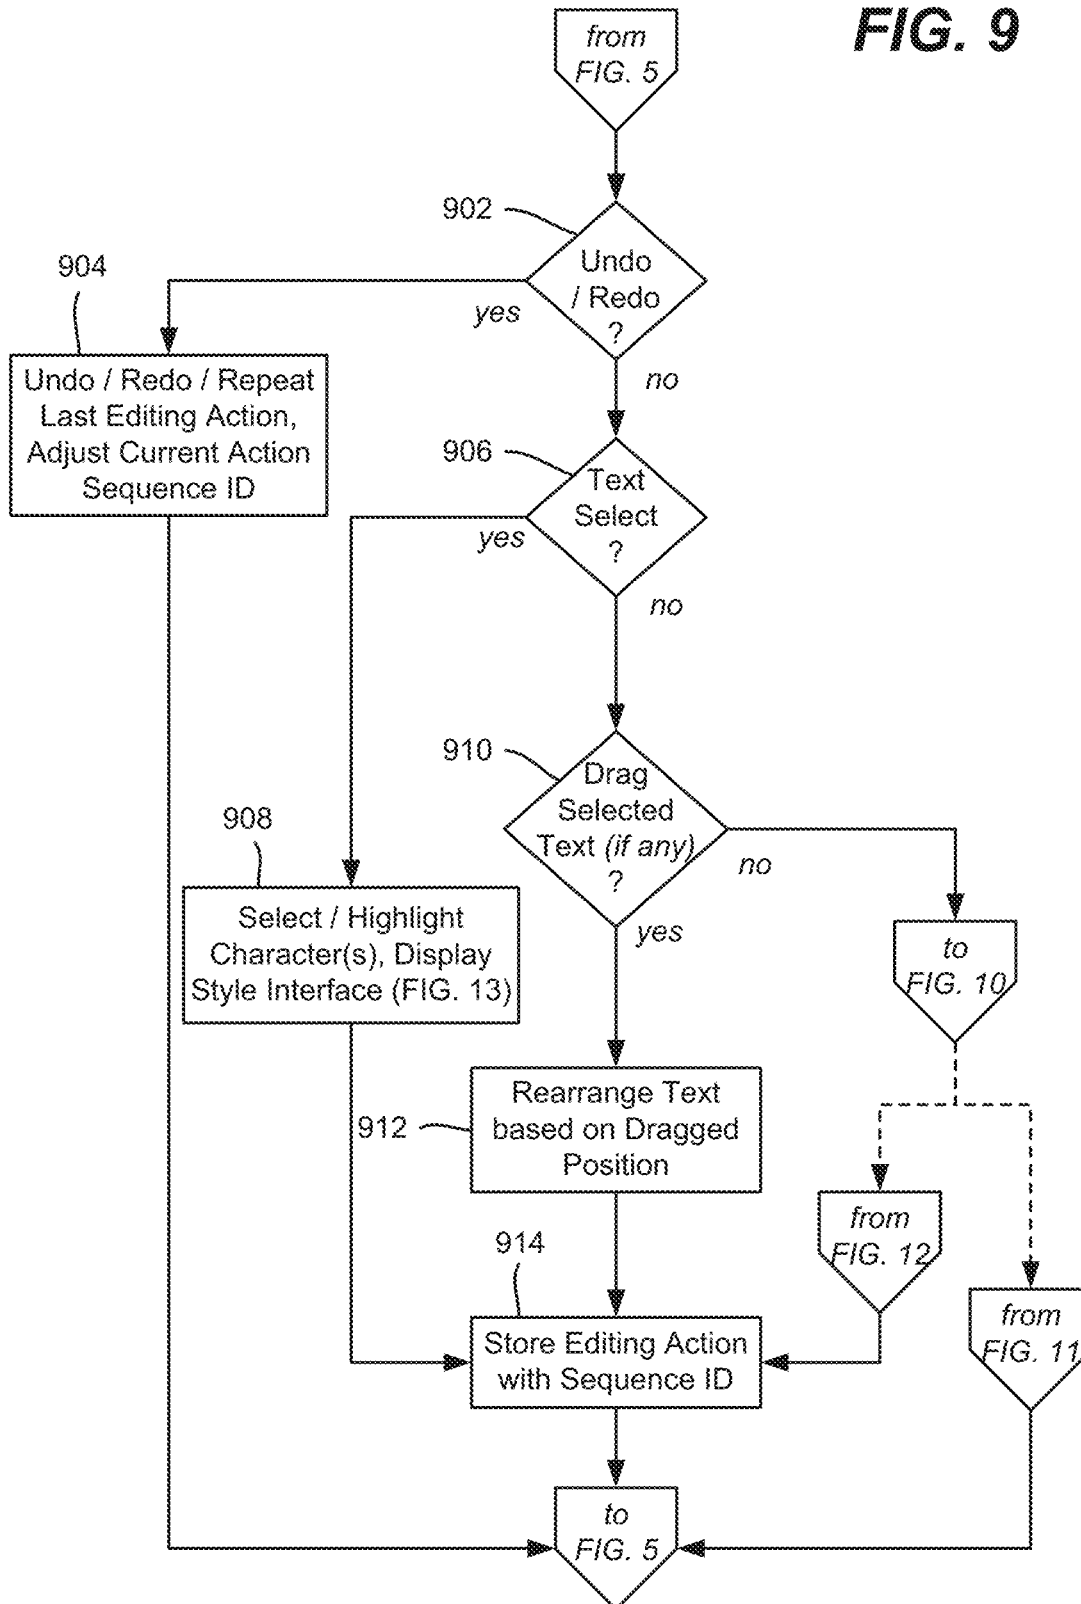 FIG. 9
from
FIG. 5
902
Undo
/ Redo
?
yes
no
904
Undo / Redo / Repeat
Last Editing Action,
Adjust Current Action
Sequence ID
906
Text
Select
?
yes
no
910
Drag
Selected
Text (if any)
?
no
yes
908
Select / Highlight
Character(s), Display
Style Interface (FIG. 13)
to
FIG. 10
912
Rearrange Text
based on Dragged
Position
from
FIG. 12
914
Store Editing Action
with Sequence ID
from
FIG. 11
to
FIG. 5